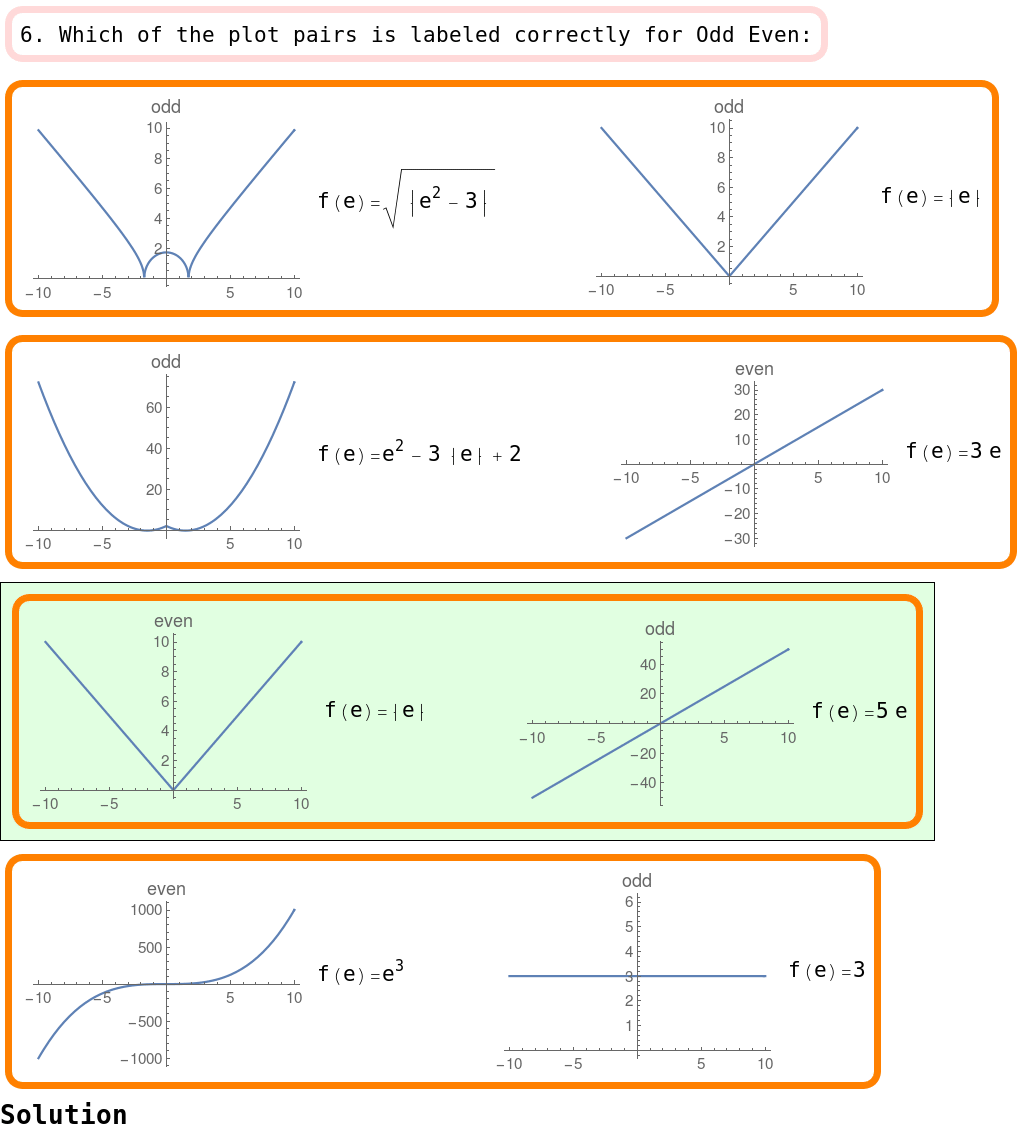 6. Which of the plot pairs is labeled correctly for Odd Even:
odd
10
8
6
4
2
−10 −5 5 10
f(e)=√|e² − 3|
odd
10
8
6
4
2
−10 −5 5 10
f(e)=|e|
odd
60
40
20
−10 −5 5 10
f(e)=e² − 3 |e| + 2
even
30
20
10
−10 −5 5 10
−10
−20
−30
f(e)=3 e
even
10
8
6
4
2
−10 −5 5 10
f(e)=|e|
odd
40
20
−10 −5 5 10
−20
−40
f(e)=5 e
even
1000
500
−10 −5 5 10
−500
−1000
f(e)=e³
odd
6
5
4
3
2
1
−10 −5 5 10
f(e)=3
Solution